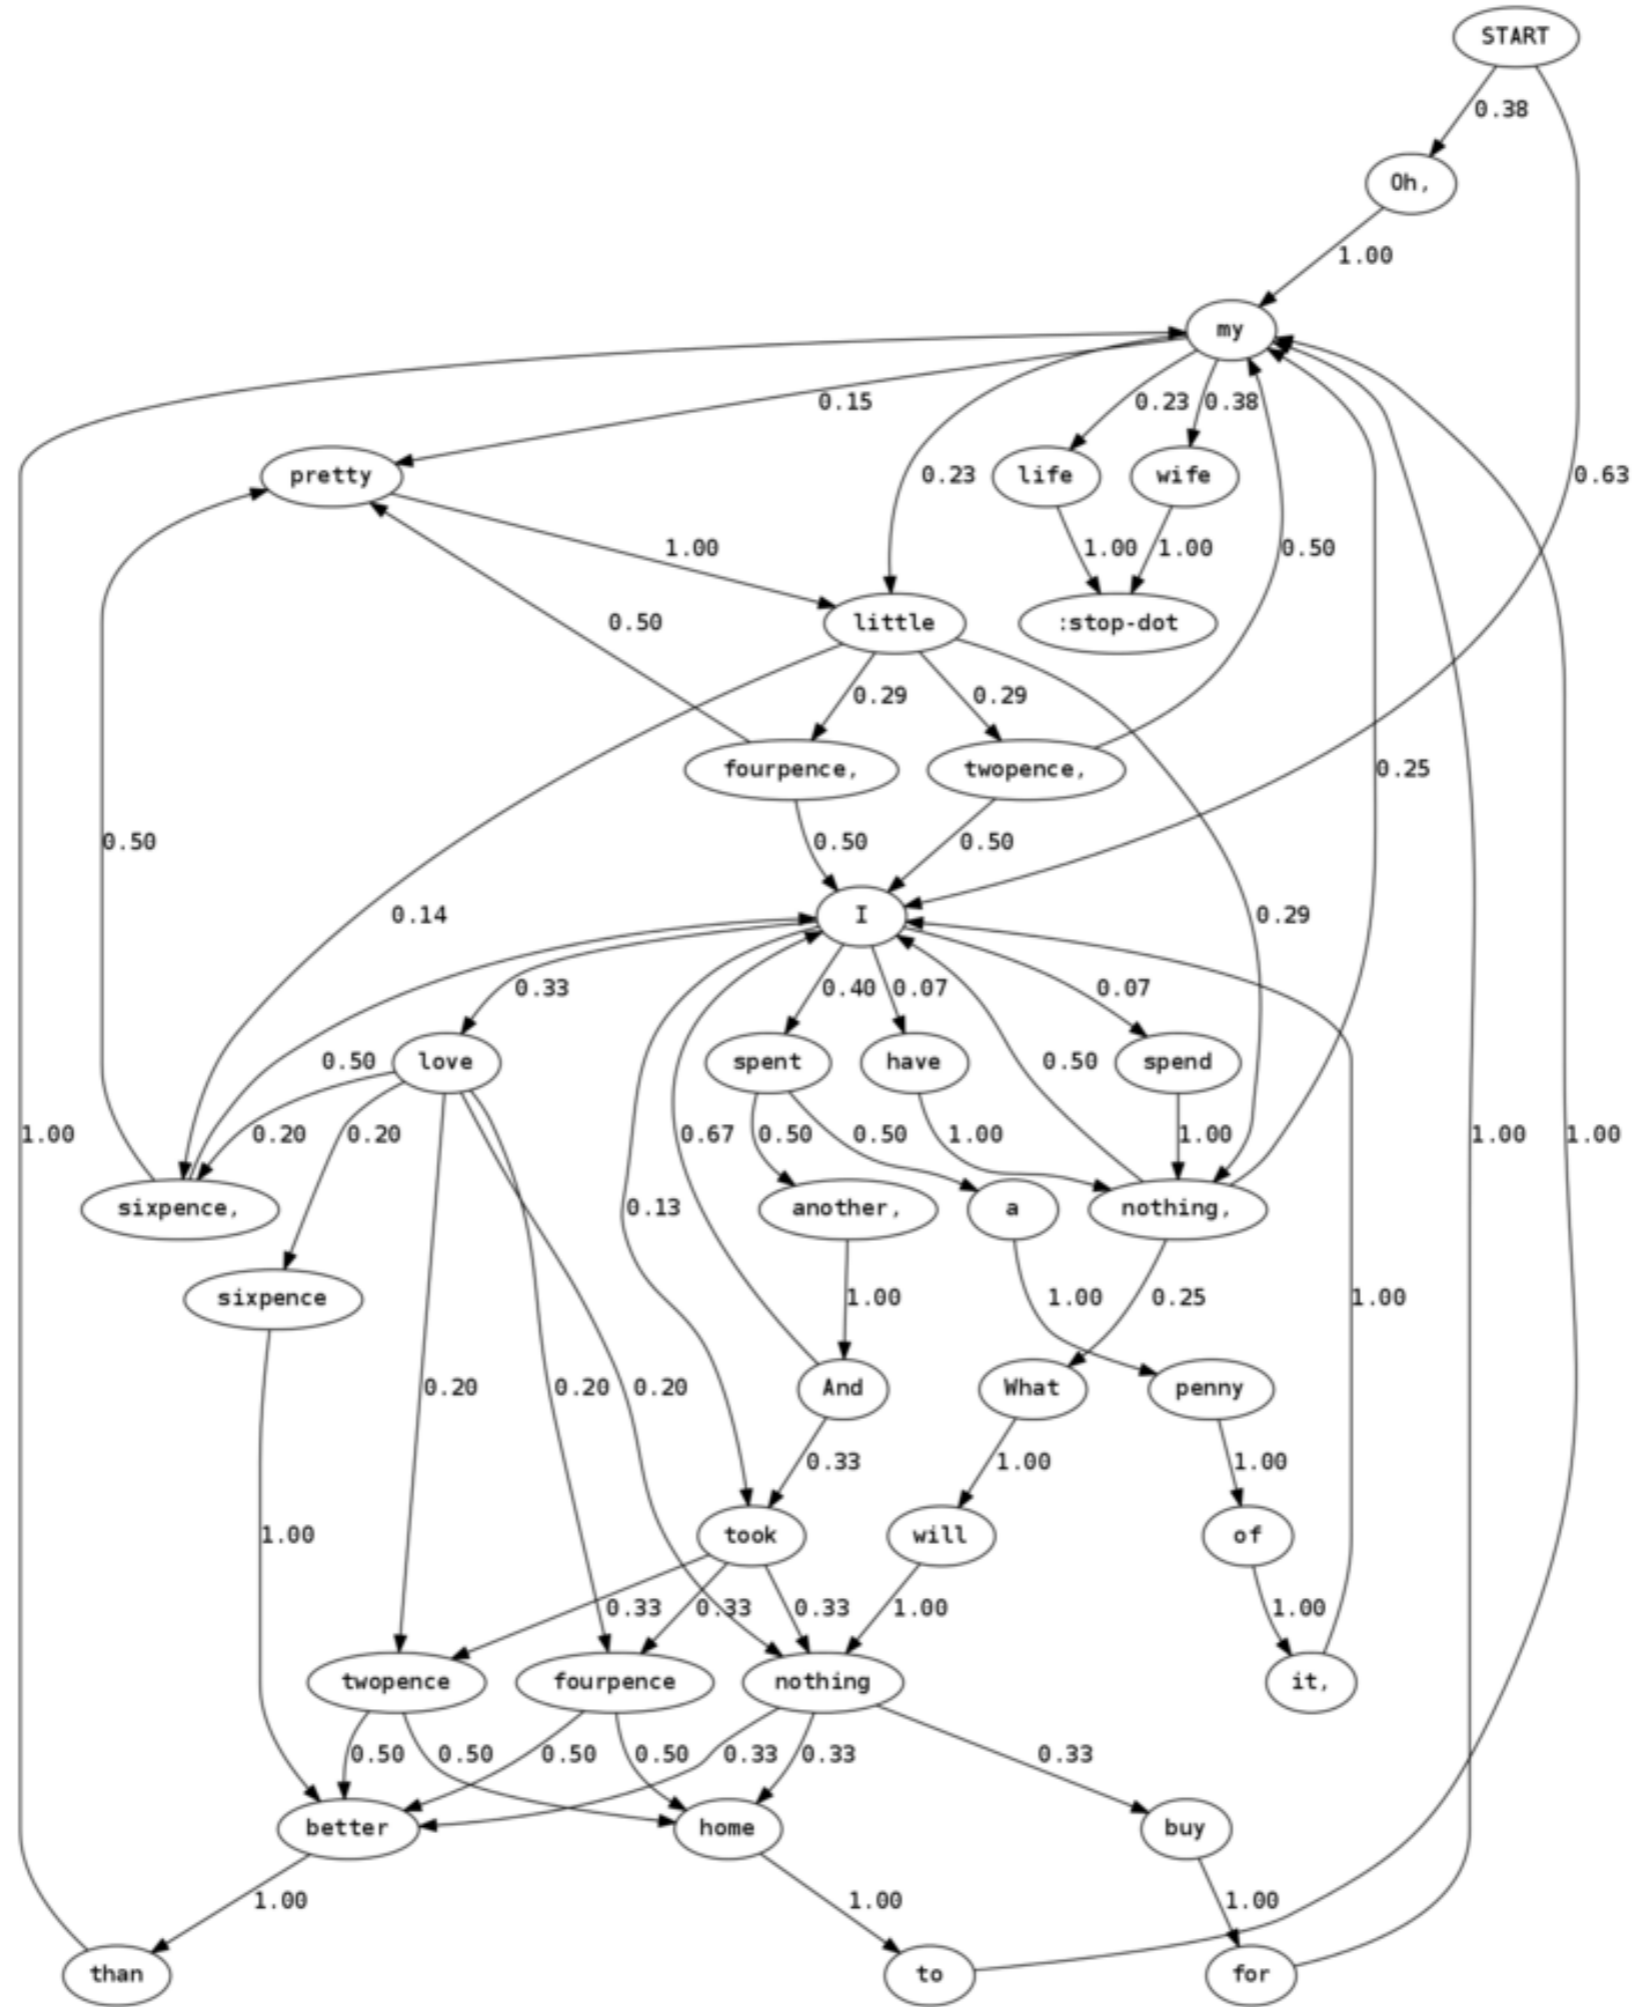 START
0.38
Oh,
1.00
my
0.15 0.23 0.38
pretty 0.23 life wife 0.63
1.00 1.00 1.00 0.50
0.50 little :stop-dot
0.29 0.29
fourpence, twopence, 0.25
0.50 0.50 0.50
0.14 I 0.29
0.33 0.40 0.07 0.07
0.50 love spent have 0.50 spend
1.00 0.20 0.20 0.67 0.50 0.50 1.00 1.00 1.00 1.00
sixpence, 0.13 another, a nothing,
sixpence 1.00 1.00 0.25 1.00
0.20 0.20 0.20 And What penny
0.33 1.00 1.00
1.00 took will of
0.33 0.33 0.33 1.00 1.00
twopence fourpence nothing it,
0.50 0.50 0.50 0.50 0.33 0.33 0.33
better home buy
1.00 1.00 1.00
than to for